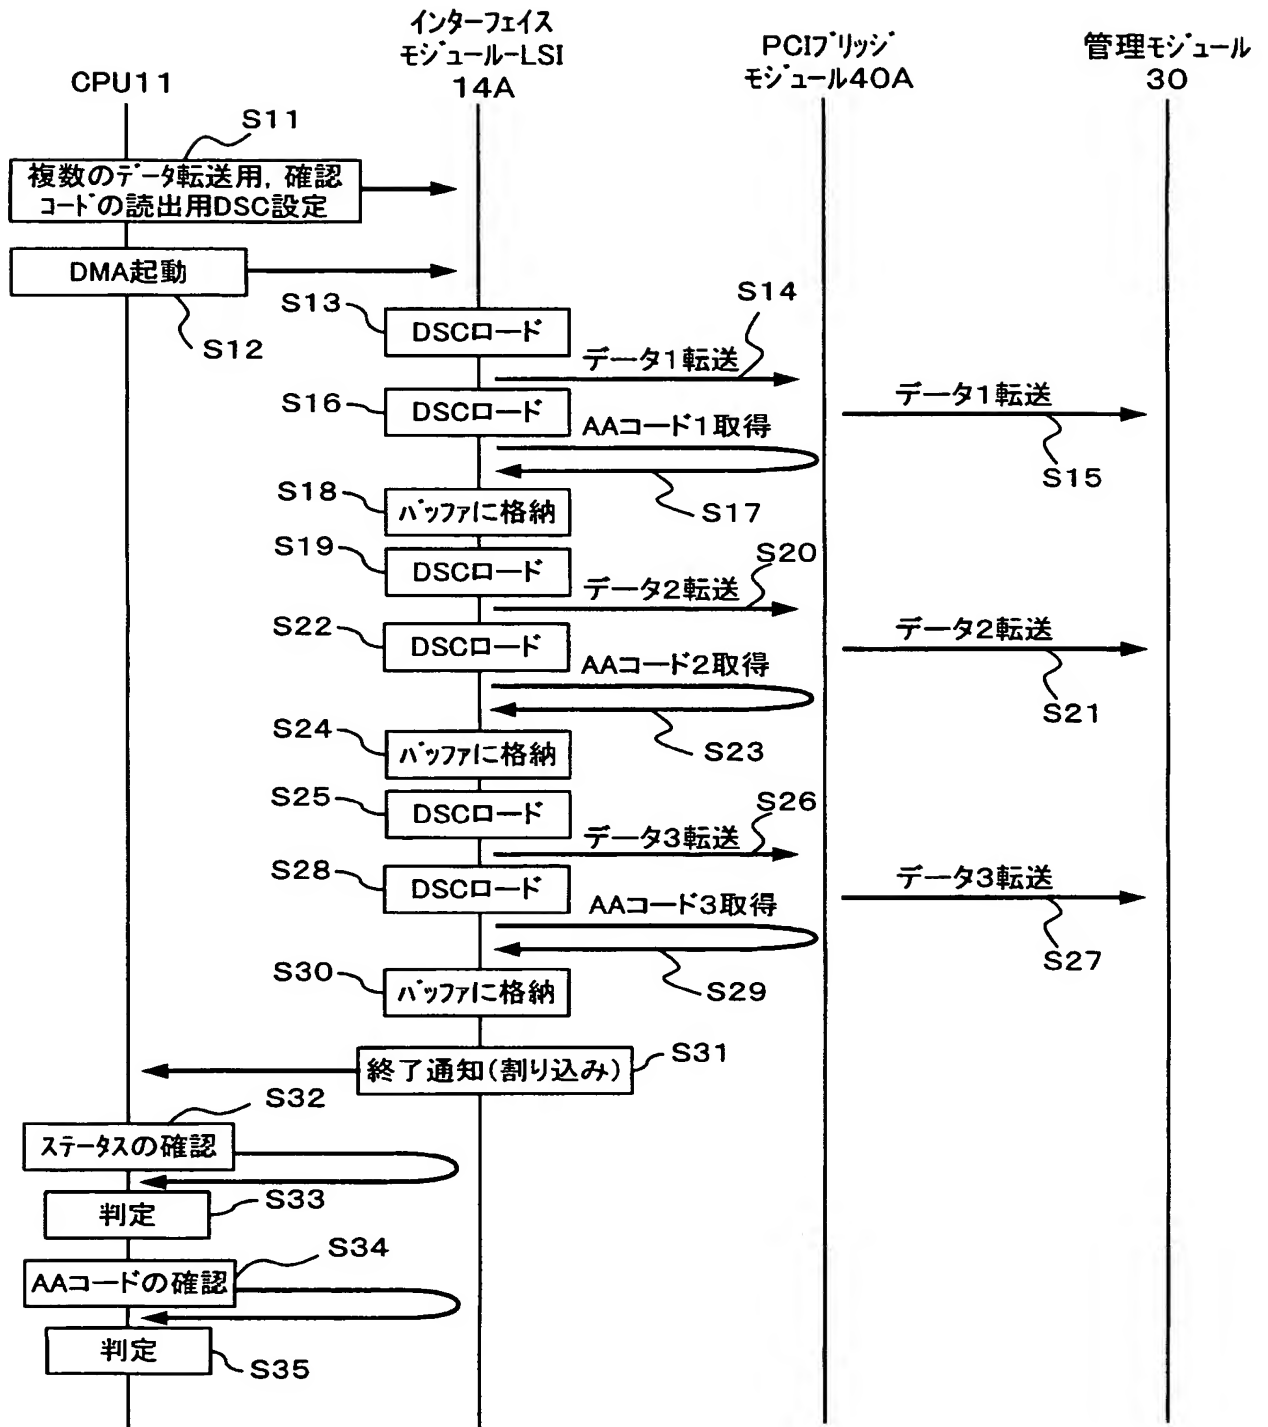 インターフェイス
モジュール-LSI
14A
PCIブリッジ
モジュール40A
管理モジュール
30
CPU11
S11
複数のデータ転送用, 確認
コードの読出用DSC設定
DMA起動
S12
S13
DSCロード
S14
データ1転送
S16
DSCロード
データ1転送
S15
AAコード1取得
S17
S18
バッファに格納
S19
DSCロード
S20
データ2転送
S22
DSCロード
データ2転送
S21
AAコード2取得
S23
S24
バッファに格納
S25
DSCロード
S26
データ3転送
S28
DSCロード
データ3転送
S27
AAコード3取得
S29
S30
バッファに格納
終了通知(割り込み)
S31
S32
ステータスの確認
S33
判定
S34
AAコードの確認
判定
S35